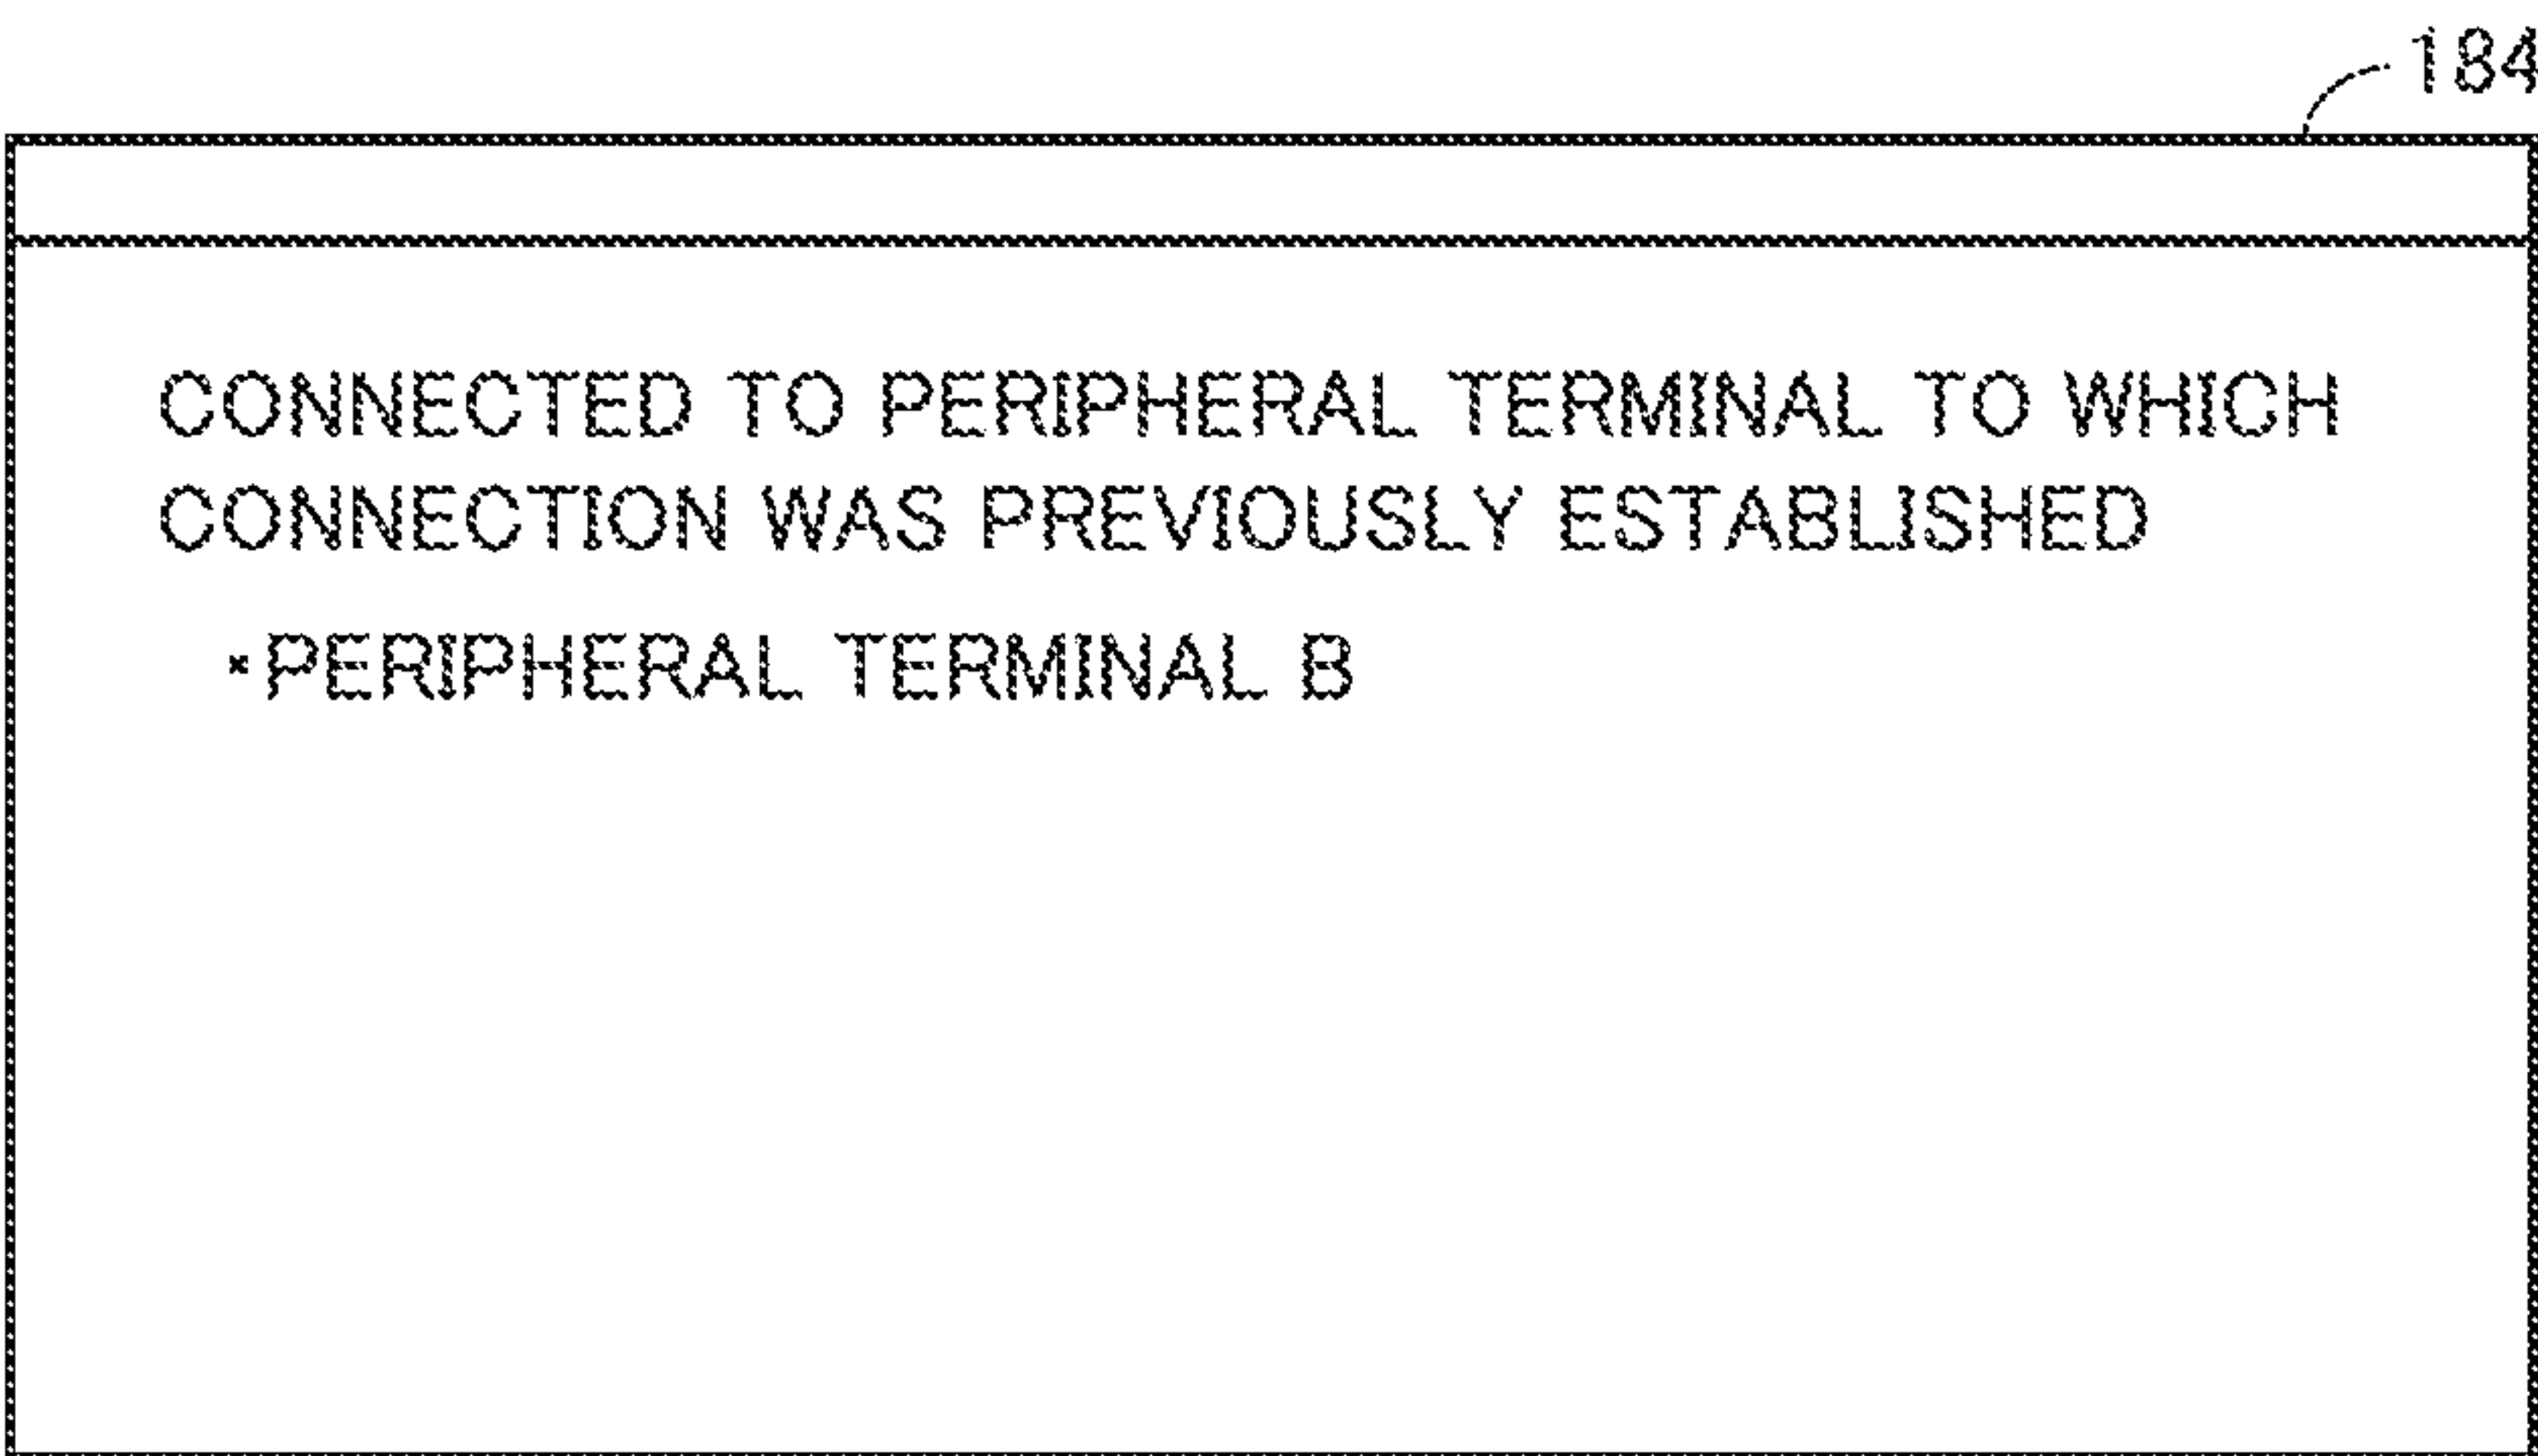 184
CONNECTED TO PERIPHERAL TERMINAL TO WHICH
CONNECTION WAS PREVIOUSLY ESTABLISHED
・PERIPHERAL TERMINAL B